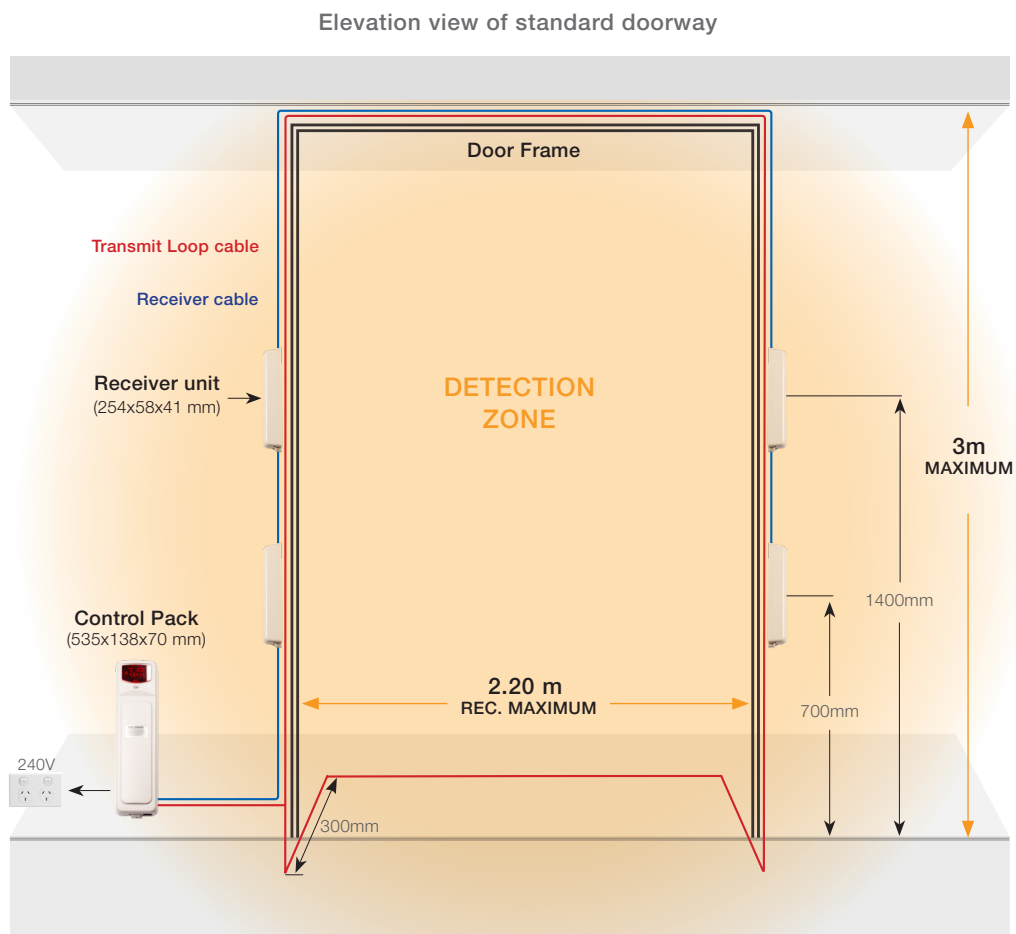 Elevation view of standard doorway
Door Frame
Transmit Loop cable
Receiver cable
Receiver unit
(254x58x41 mm)
DETECTION
ZONE
3m
MAXIMUM
1400mm
Control Pack
(535x138x70 mm)
2.20 m
REC. MAXIMUM
700mm
240V
300mm